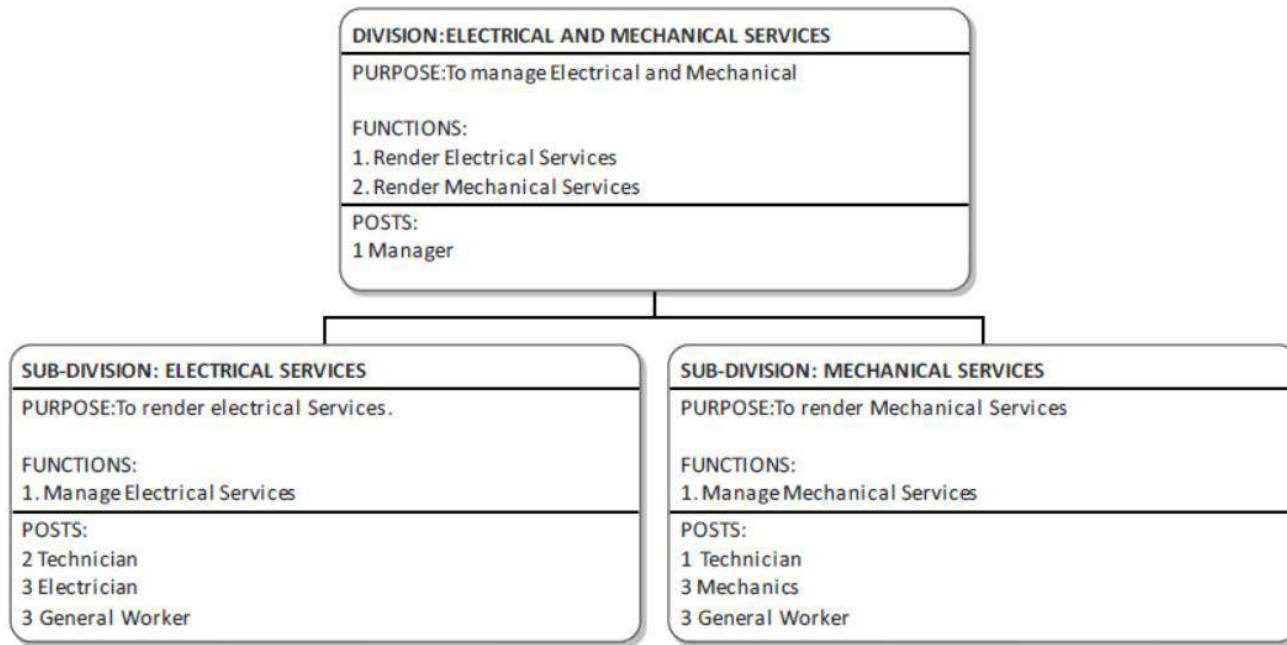 DIVISION:ELECTRICAL AND MECHANICAL SERVICES
PURPOSE:To manage Electrical and Mechanical
FUNCTIONS:
1. Render Electrical Services
2. Render Mechanical Services
POSTS:
1 Manager
SUB-DIVISION: ELECTRICAL SERVICES
PURPOSE:To render electrical Services.
FUNCTIONS:
1. Manage Electrical Services
POSTS:
2 Technician
3 Electrician
3 General Worker
SUB-DIVISION: MECHANICAL SERVICES
PURPOSE:To render Mechanical Services
FUNCTIONS:
1. Manage Mechanical Services
POSTS:
1 Technician
3 Mechanics
3 General Worker